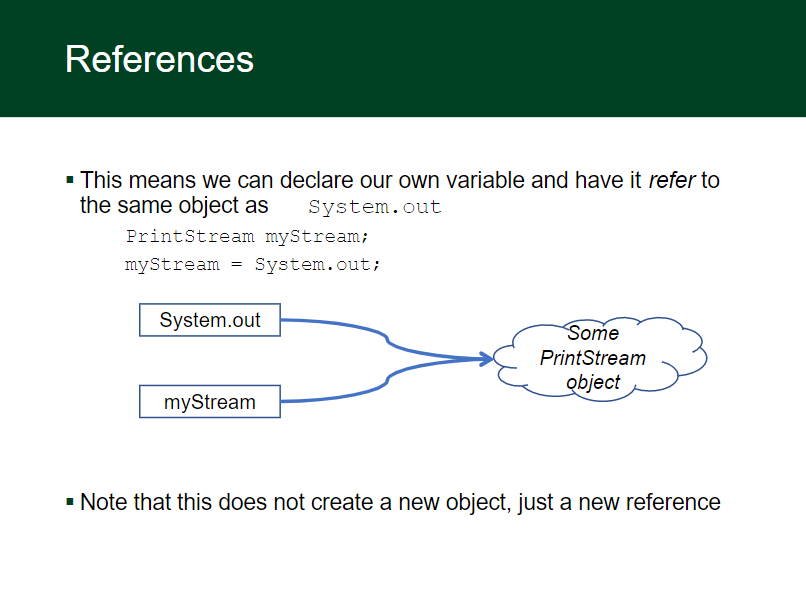 References
▪ This means we can declare our own variable and have it refer to
the same object as System.out
PrintStream myStream;
myStream = System.out;
System.out
Some
PrintStream
object
myStream
▪ Note that this does not create a new object, just a new reference